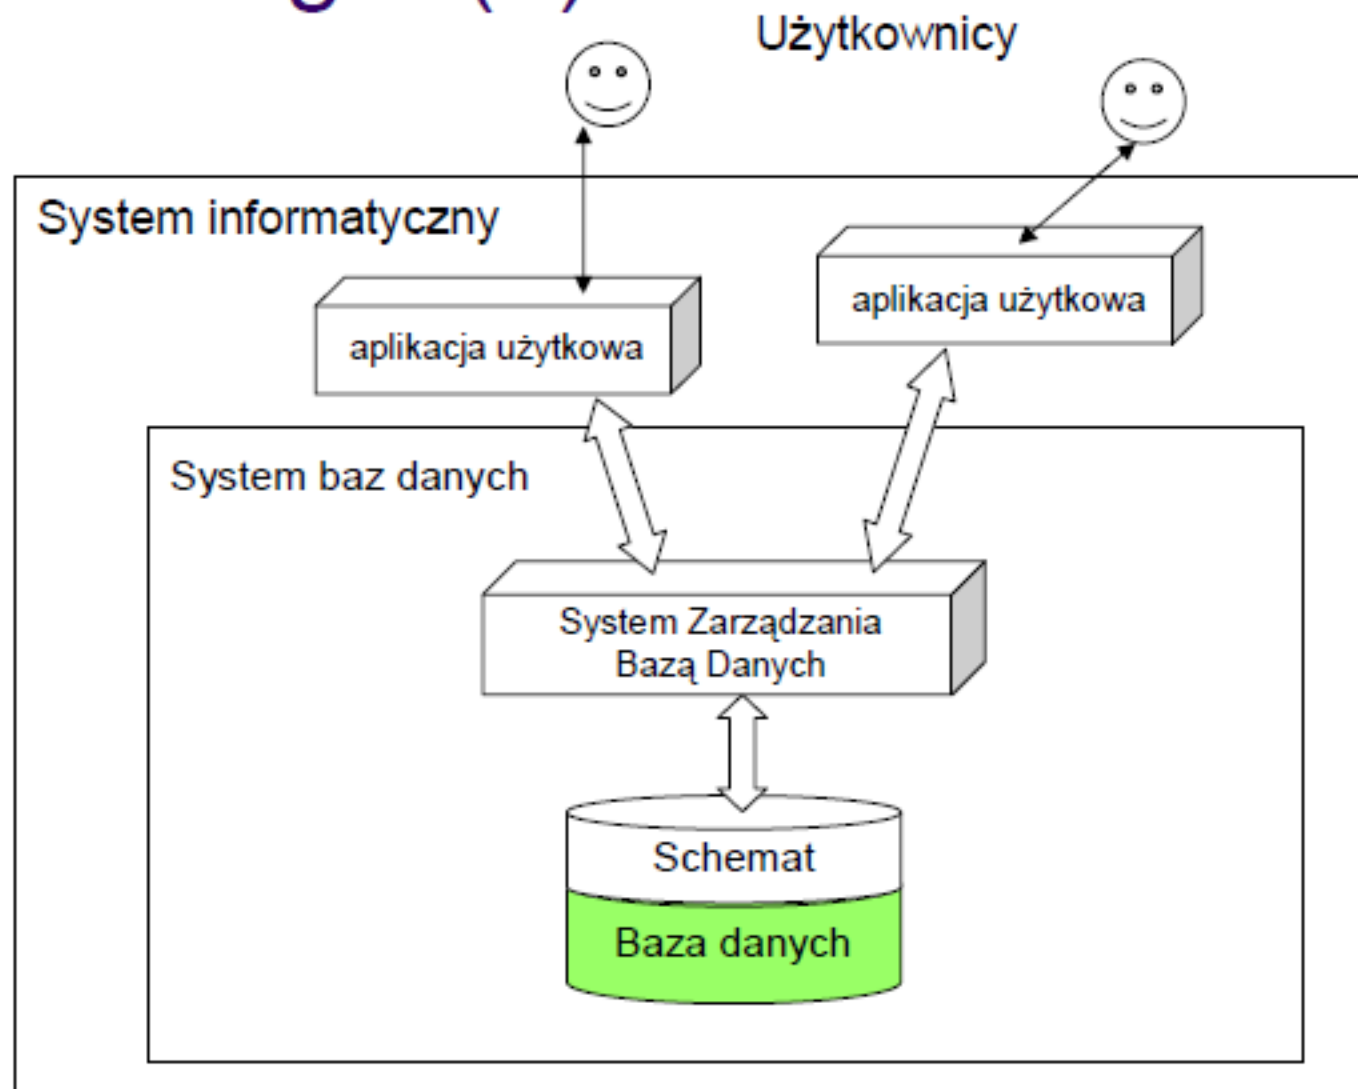 Użytkownicy
System informatyczny
aplikacja użytkowa
aplikacja użytkowa
System baz danych
System Zarządzania
Bazą Danych
Schemat
Baza danych